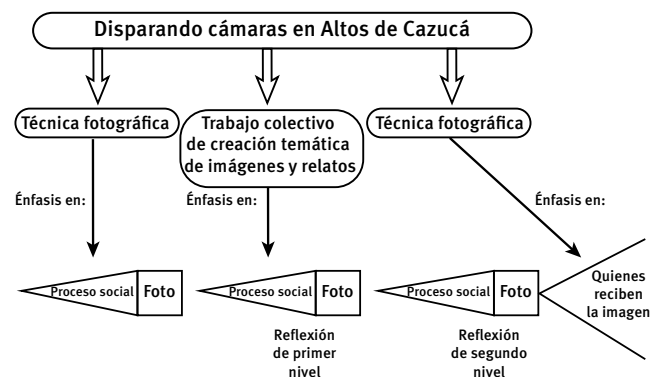 Disparando cámaras en Altos de Cazucá
Técnica fotográfica
Trabajo colectivo
de creación temática
de imágenes y relatos
Técnica fotográfica
Énfasis en:
Énfasis en:
Énfasis en:
Proceso social
Foto
Proceso social
Foto
Proceso social
Foto
Quienes
reciben
la imagen
Reflexión
de primer
nivel
Reflexión
de segundo
nivel